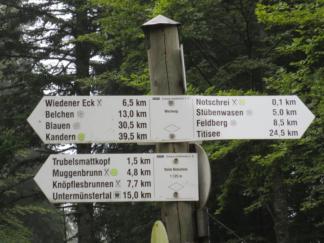 Wiedener Eck 6,5 km
Belchen 13,0 km
Blauen 30,5 km
Kandern 39,5 km
Westweg
Notschrei 0,1 km
Stübenwasen 5,0 km
Feldberg 8,5 km
Titisee 24,5 km
Trubelsmattkopf 1,5 km
Muggenbrunn 4,8 km
Knöpflesbrunnen 7,7 km
Untermünstertal 15,0 km